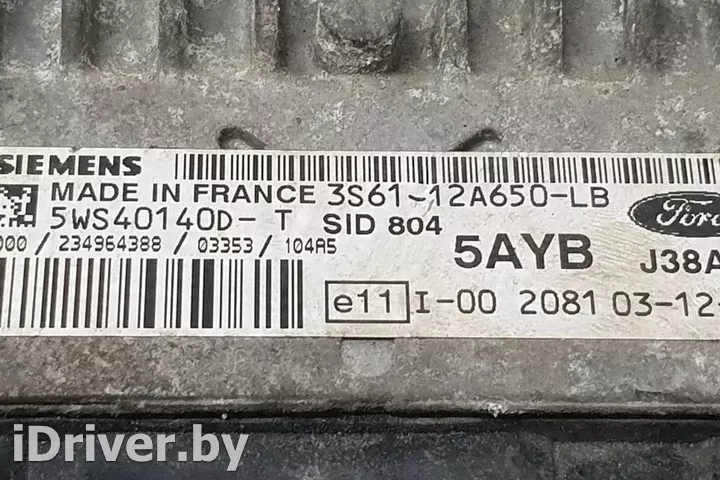 SIEMENS
MADE IN FRANCE 3S61-12A650-LB
5WS40140D-T SID 804
000 / 234964388 / 03353 / 104A5
5AYB
Ford
J38A
e11 I-00 2081 03-12
iDriver.by